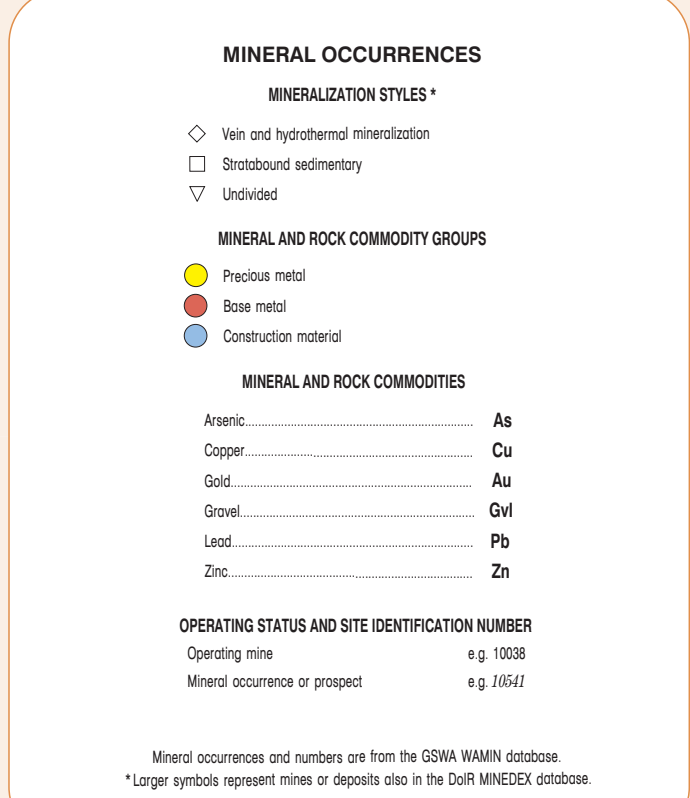 MINERAL OCCURRENCES
MINERALIZATION STYLES *
Vein and hydrothermal mineralization
Stratabound sedimentary
Undivided
MINERAL AND ROCK COMMODITY GROUPS
Precious metal
Base metal
Construction material
MINERAL AND ROCK COMMODITIES
Arsenic........................................................................ As
Copper........................................................................ Cu
Gold........................................................................ Au
Gravel........................................................................ Gvl
Lead........................................................................ Pb
Zinc........................................................................ Zn
OPERATING STATUS AND SITE IDENTIFICATION NUMBER
Operating mine e.g. 10038
Mineral occurrence or prospect e.g. 10541
Mineral occurrences and numbers are from the GSWA WAMIN database.
* Larger symbols represent mines or deposits also in the DoIR MINEDEX database.